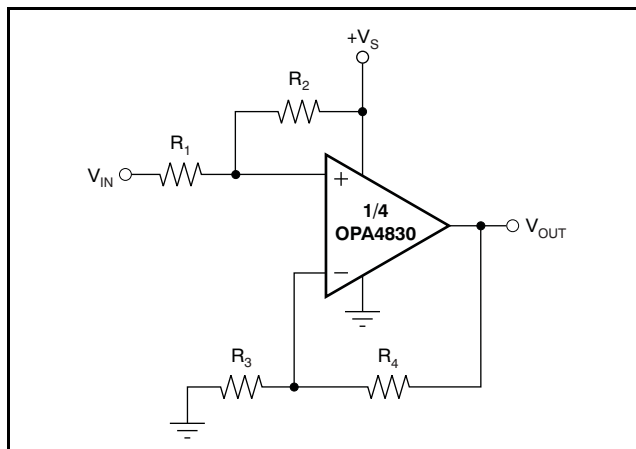 +V_S
R_2
R_1
V_IN
+
1/4
OPA4830
V_OUT
−
R_3
R_4